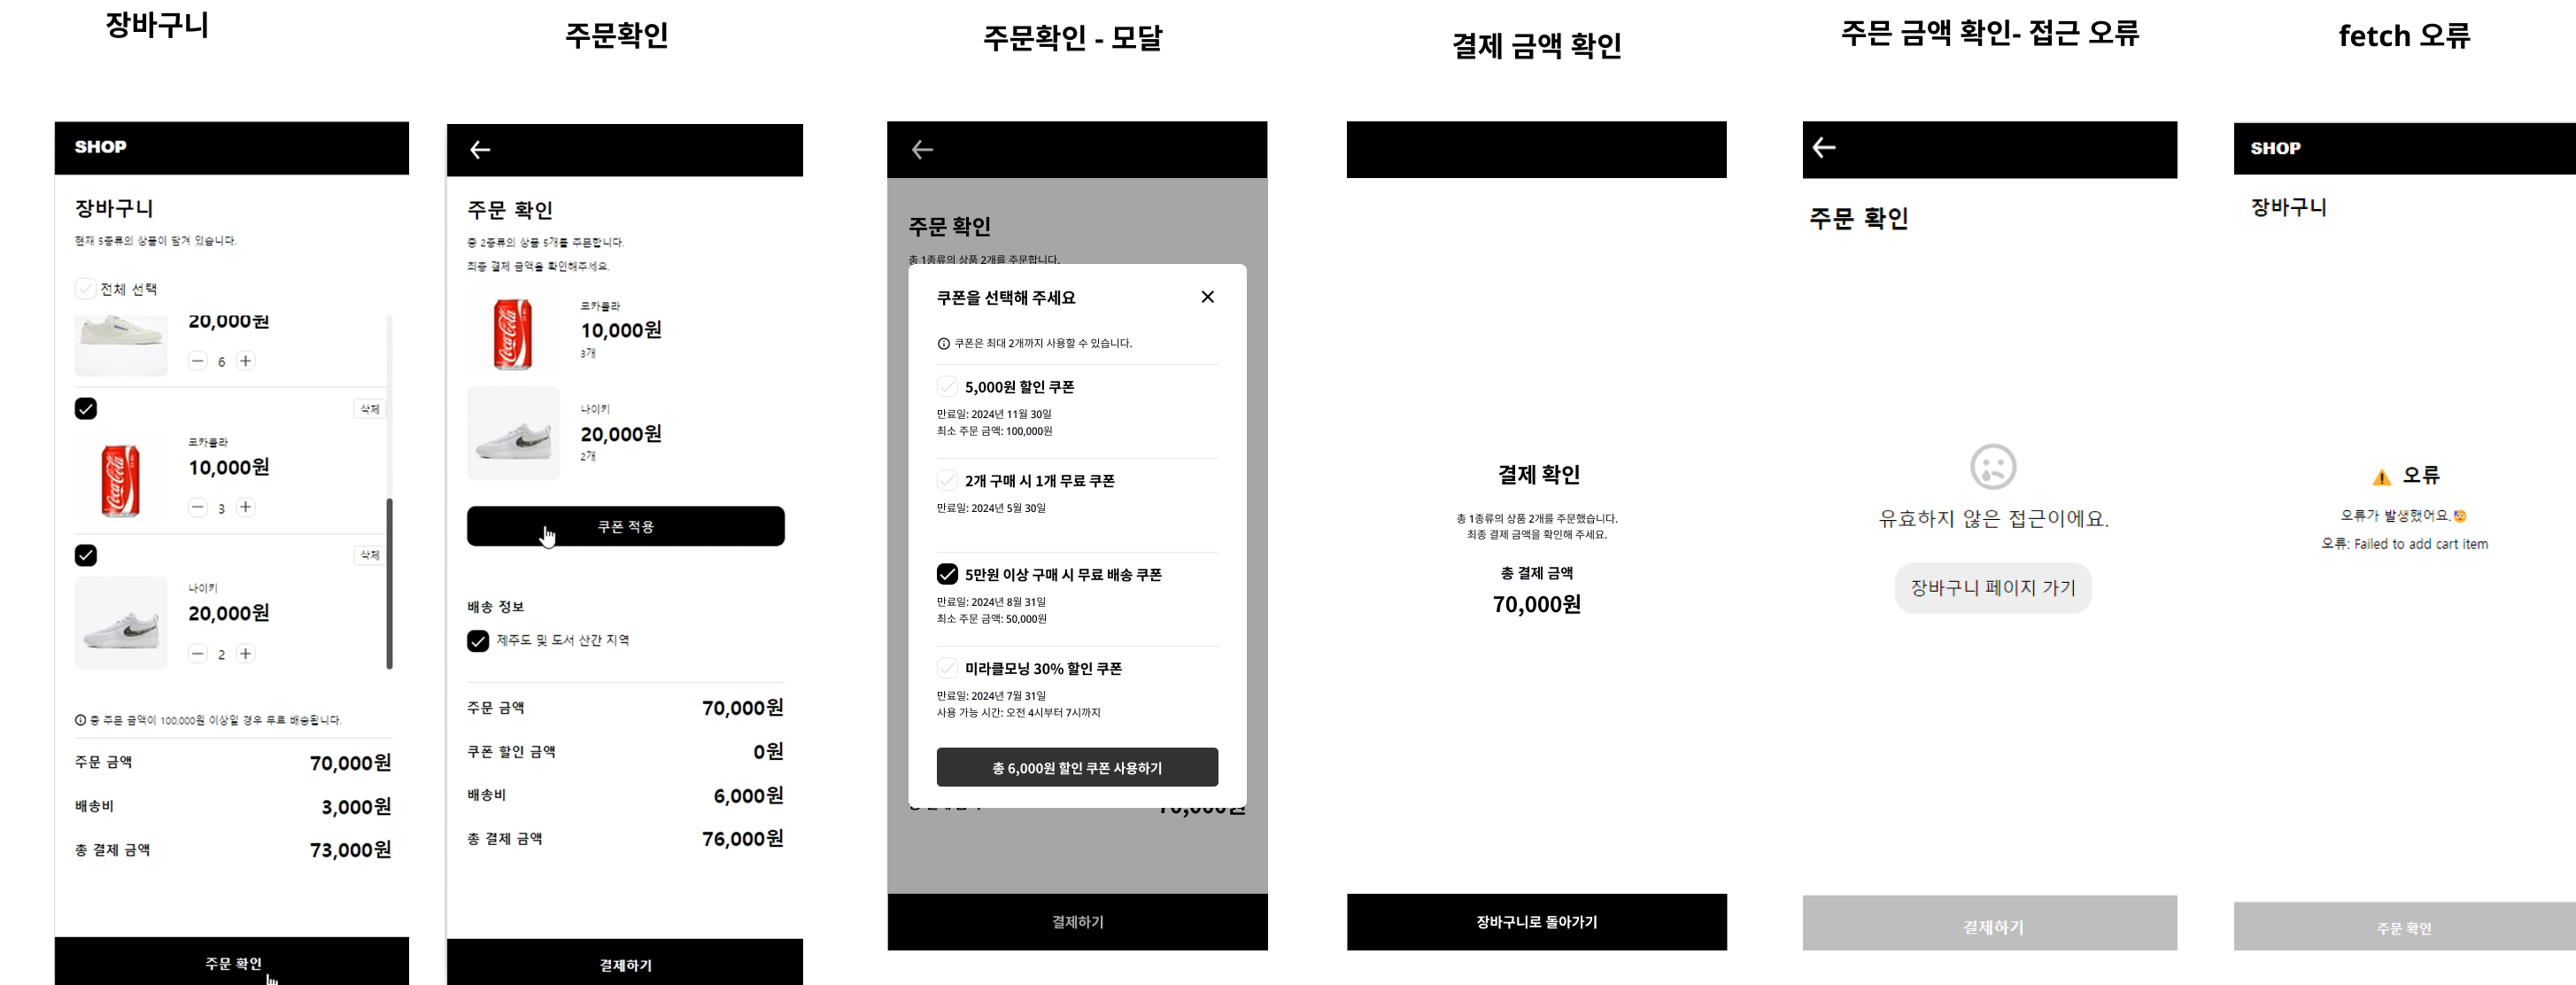 장바구니
SHOP
장바구니
현재 5종류의 상품이 담겨 있습니다.
전체 선택
20,000원
6
삭제
코카콜라
10,000원
3
삭제
나이키
20,000원
2
총 주문 금액이 100,000원 이상일 경우 무료 배송됩니다.
주문 금액 70,000원
배송비 3,000원
총 결제 금액 73,000원
주문 확인
주문확인
주문 확인
총 2종류의 상품 5개를 주문합니다.
최종 결제 금액을 확인해주세요.
코카콜라
10,000원
3개
나이키
20,000원
2개
쿠폰 적용
배송 정보
제주도 및 도서 산간 지역
주문 금액 70,000원
쿠폰 할인 금액 0원
배송비 6,000원
총 결제 금액 76,000원
결제하기
주문확인 - 모달
주문 확인
총 1종류의 상품 2개를 주문합니다.
쿠폰을 선택해 주세요
쿠폰은 최대 2개까지 사용할 수 있습니다.
5,000원 할인 쿠폰
만료일: 2024년 11월 30일
최소 주문 금액: 100,000원
2개 구매 시 1개 무료 쿠폰
만료일: 2024년 5월 30일
5만원 이상 구매 시 무료 배송 쿠폰
만료일: 2024년 8월 31일
최소 주문 금액: 50,000원
미라클모닝 30% 할인 쿠폰
만료일: 2024년 7월 31일
사용 가능 시간: 오전 4시부터 7시까지
총 6,000원 할인 쿠폰 사용하기
70,000원
결제하기
결제 금액 확인
결제 확인
총 1종류의 상품 2개를 주문했습니다.
최종 결제 금액을 확인해 주세요.
총 결제 금액
70,000원
장바구니로 돌아가기
주믄 금액 확인- 접근 오류
주문 확인
유효하지 않은 접근이에요.
장바구니 페이지 가기
결제하기
fetch 오류
SHOP
장바구니
오류
오류가 발생했어요.
오류: Failed to add cart item
주문 확인